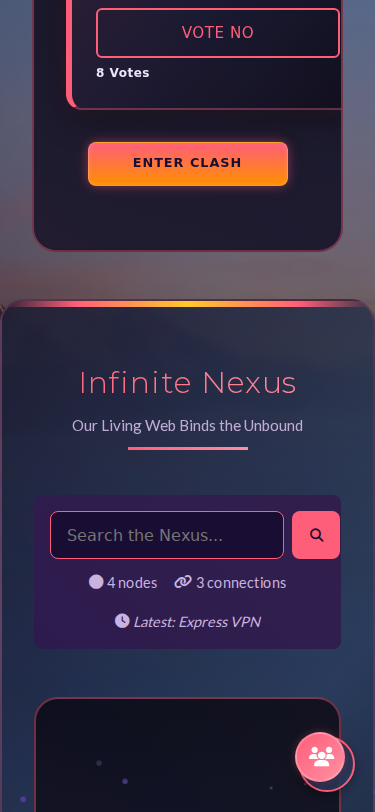 VOTE NO
8 Votes
ENTER CLASH
Infinite Nexus
Our Living Web Binds the Unbound
Search the Nexus...
4 nodes 3 connections
Latest: Express VPN